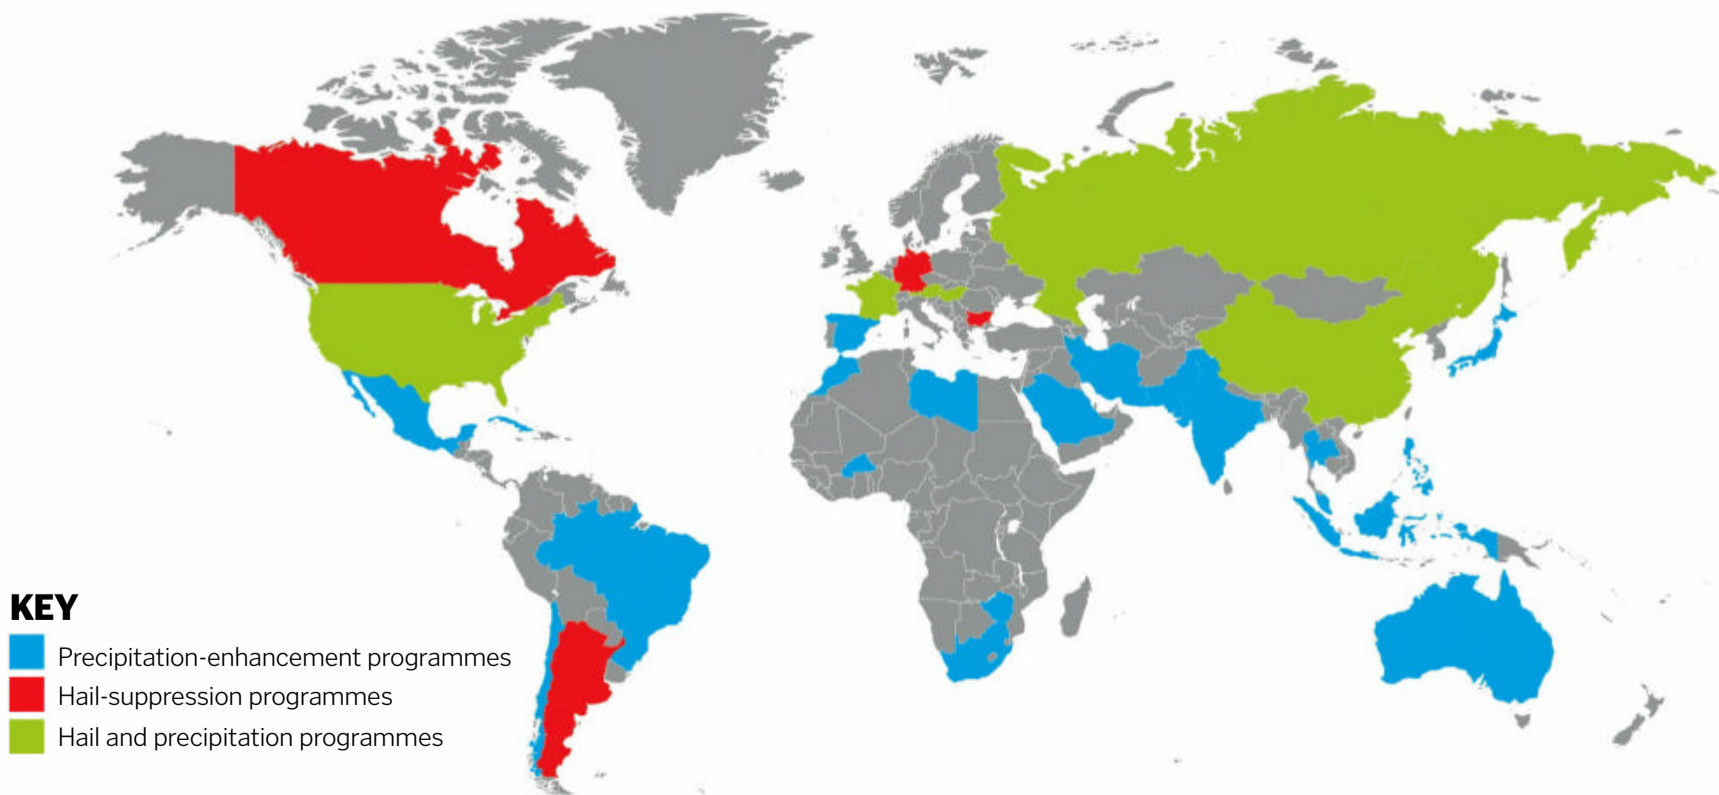 KEY
Precipitation-enhancement programmes
Hail-suppression programmes
Hail and precipitation programmes